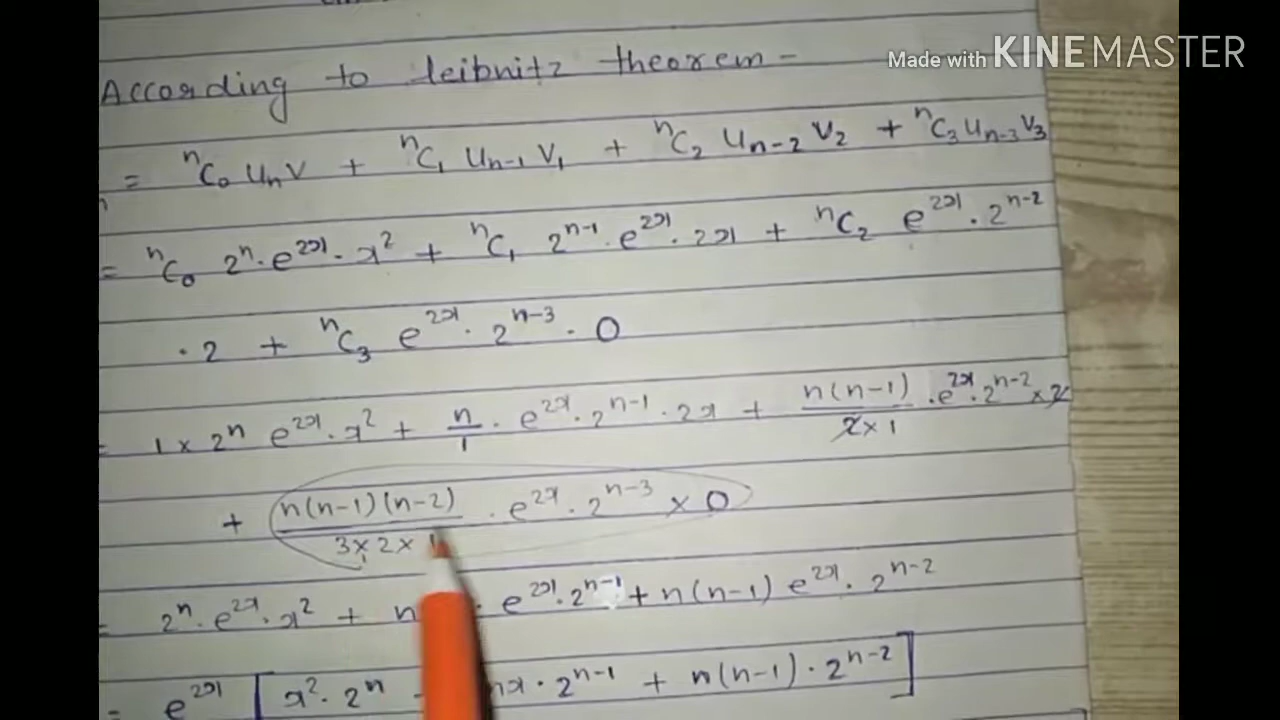 Made with KINEMASTER
According to leibnitz theorem -
= ⁿC₀ uₙ v + ⁿC₁ uₙ₋₁ v₁ + ⁿC₂ uₙ₋₂ v₂ + ⁿC₃ uₙ₋₃ v₃
= ⁿC₀ 2ⁿ · e²ˣ · x² + ⁿC₁ 2ⁿ⁻¹ · e²ˣ · 2x + ⁿC₂ e²ˣ · 2ⁿ⁻²
· 2 + ⁿC₃ e²ˣ · 2ⁿ⁻³ · 0
= 1 × 2ⁿ e²ˣ · x² + n/1 · e²ˣ · 2ⁿ⁻¹ · 2x + n(n-1)/2×1 · e²ˣ · 2ⁿ⁻² × 2
+ n(n-1)(n-2)/3×2×1 · e²ˣ · 2ⁿ⁻³ × 0
= 2ⁿ · e²ˣ · x² + n · e²ˣ · 2ⁿ⁻¹ + n(n-1) e²ˣ · 2ⁿ⁻²
= e²ˣ [ x² · 2ⁿ nx · 2ⁿ⁻¹ + n(n-1) · 2ⁿ⁻² ]